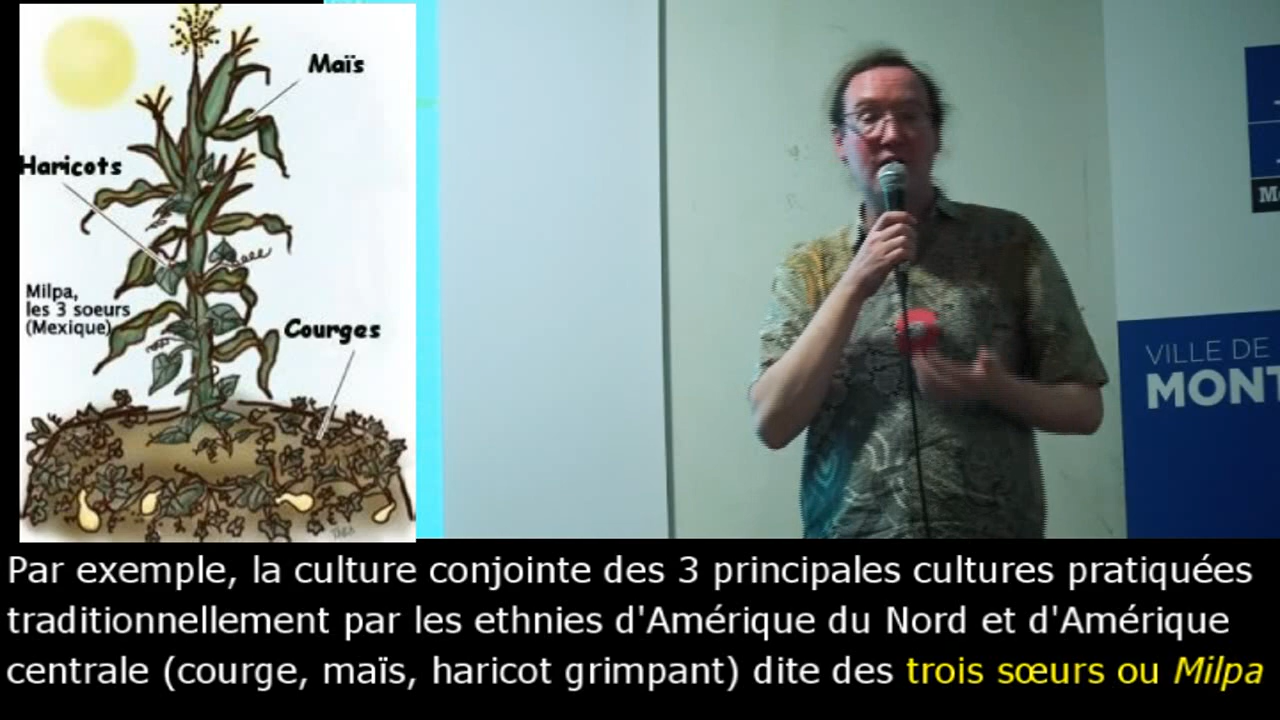 Maïs
Haricots
Milpa,
les 3 soeurs
(Mexique)
Courges
VILLE DE
Par exemple, la culture conjointe des 3 principales cultures pratiquées
traditionnellement par les ethnies d'Amérique du Nord et d'Amérique
centrale (courge, maïs, haricot grimpant) dite des trois sœurs ou Milpa